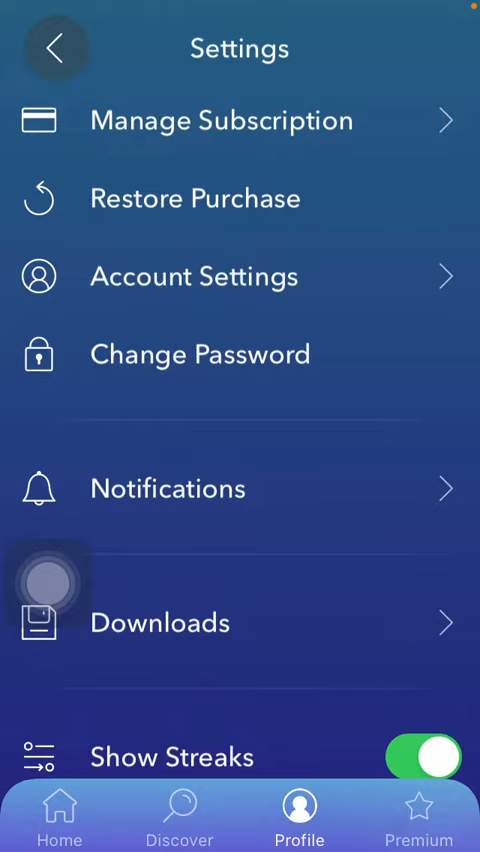 Settings
Manage Subscription
Restore Purchase
Account Settings
Change Password
Notifications
Downloads
Show Streaks
Home
Discover
Profile
Premium